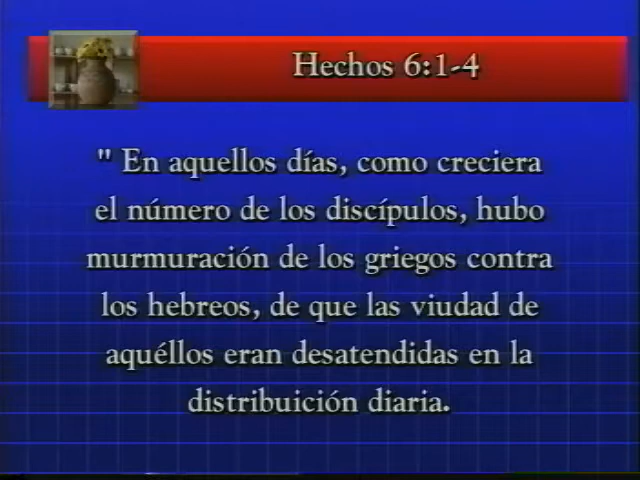 Hechos 6:1-4
" En aquellos días, como creciera
el número de los discípulos, hubo
murmuración de los griegos contra
los hebreos, de que las viudad de
aquéllos eran desatendidas en la
distribuición diaria.